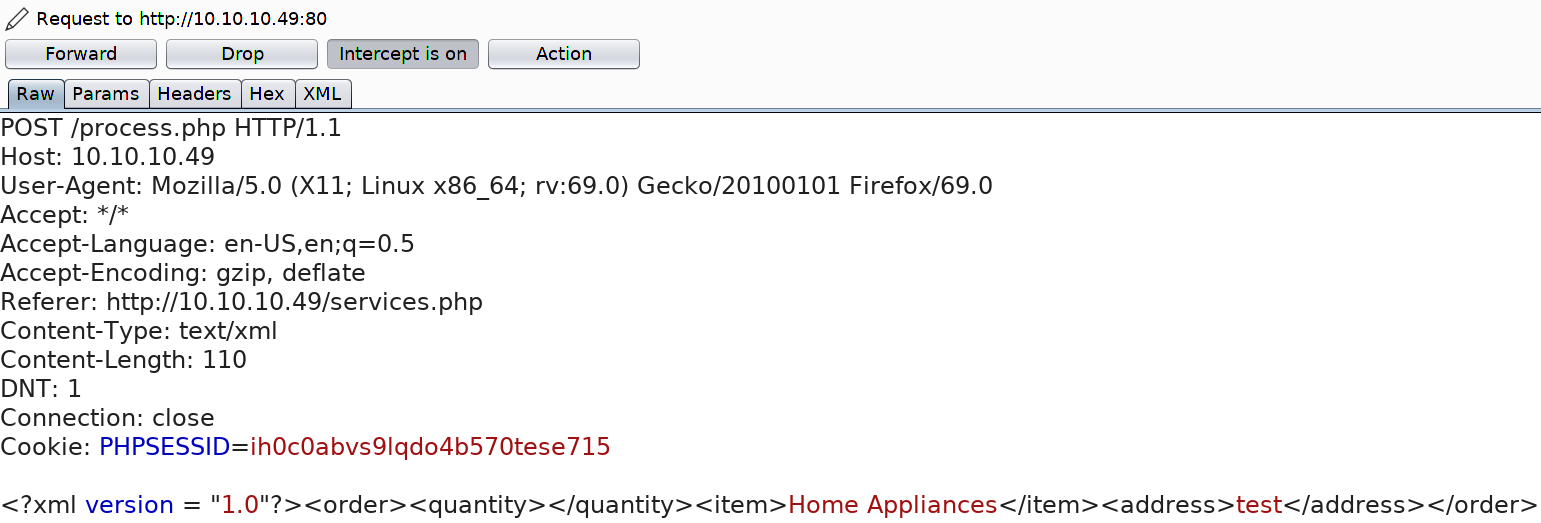 Request to http://10.10.10.49:80
Forward Drop Intercept is on Action
Raw Params Headers Hex XML
POST /process.php HTTP/1.1
Host: 10.10.10.49
User-Agent: Mozilla/5.0 (X11; Linux x86_64; rv:69.0) Gecko/20100101 Firefox/69.0
Accept: */*
Accept-Language: en-US,en;q=0.5
Accept-Encoding: gzip, deflate
Referer: http://10.10.10.49/services.php
Content-Type: text/xml
Content-Length: 110
DNT: 1
Connection: close
Cookie: PHPSESSID=ih0c0abvs9lqdo4b570tese715
<?xml version = "1.0"?><order><quantity></quantity><item>Home Appliances</item><address>test</address></order>